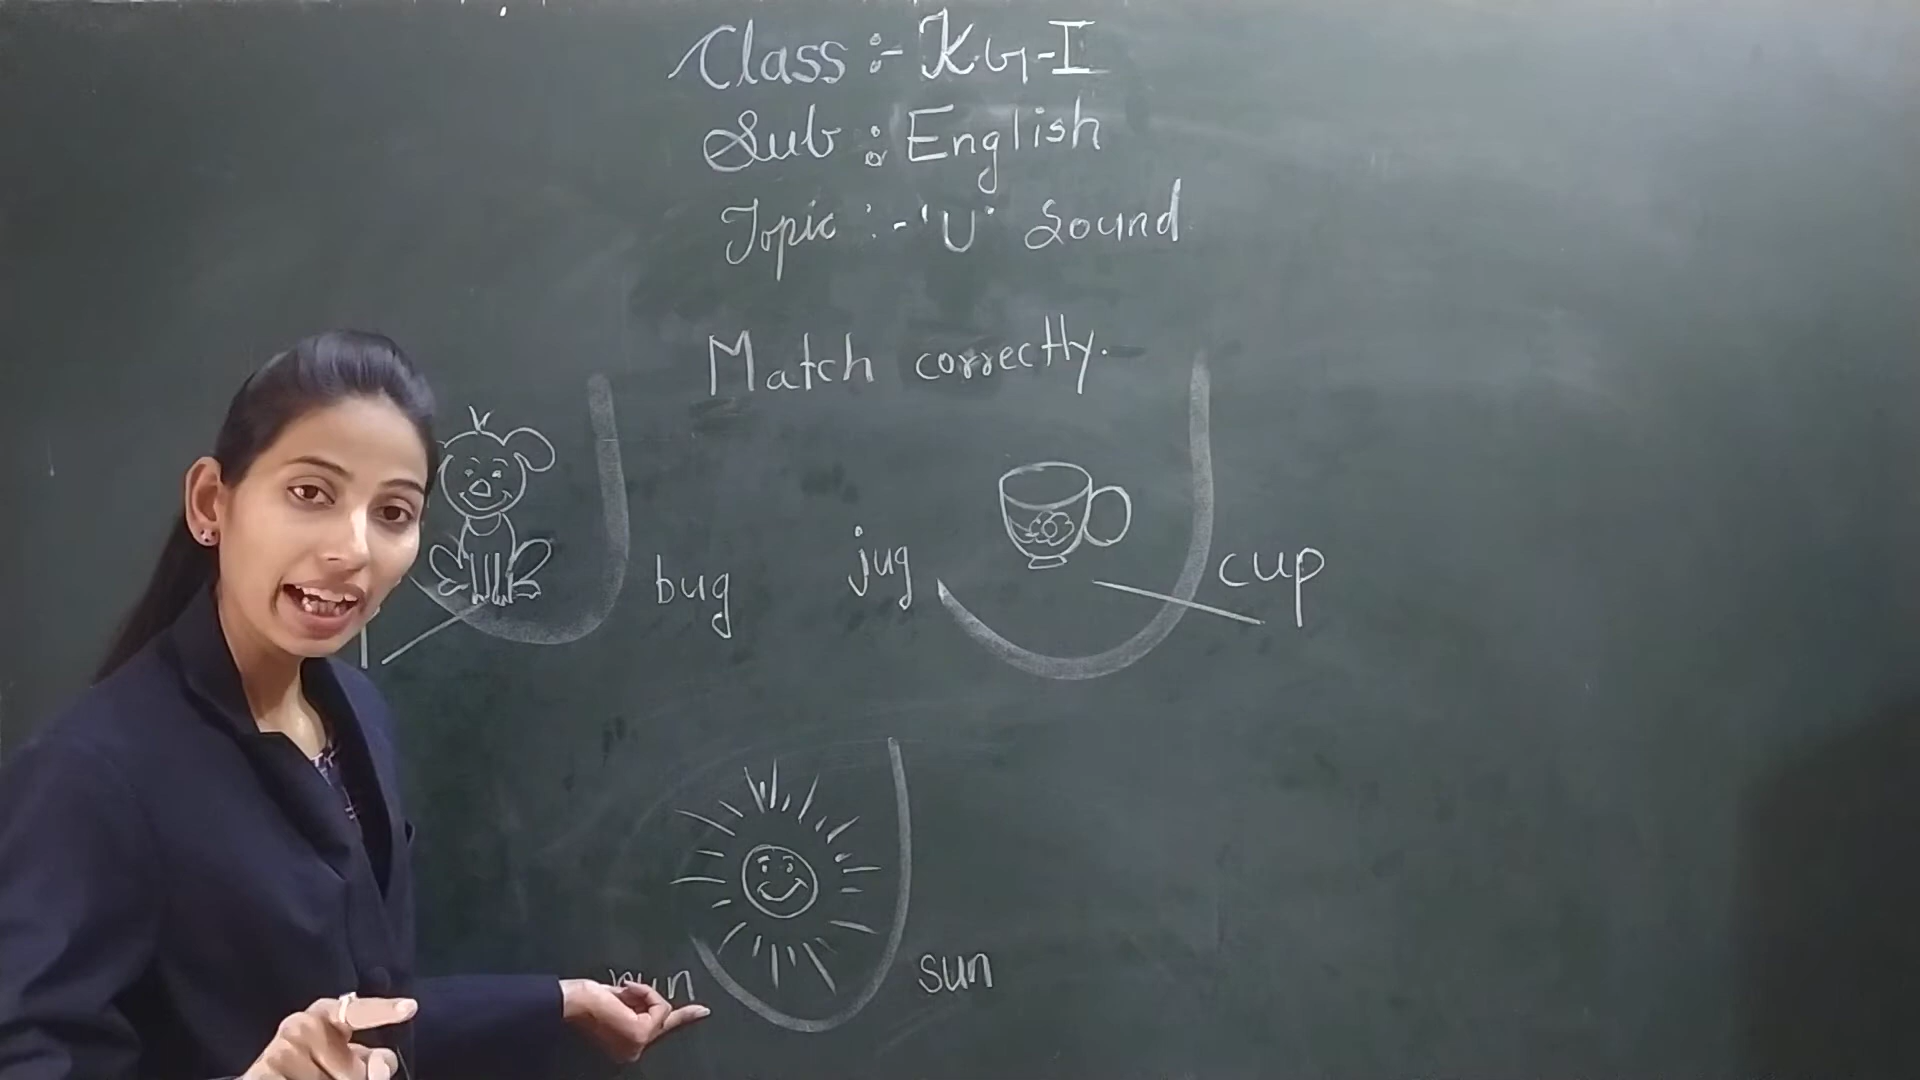 Class :- KG-I
Sub : English
Topic :- 'U' Sound
Match correctly.
bug jug cup
sun